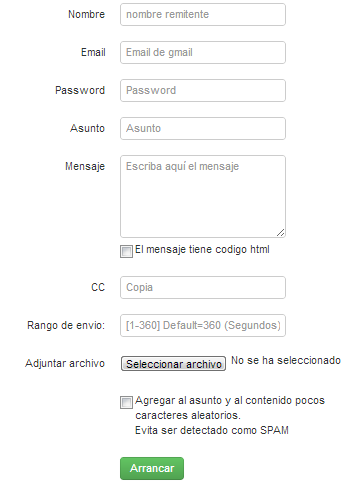 Nombre nombre remitente
Email Email de gmail
Password Password
Asunto Asunto
Mensaje Escriba aquí el mensaje
El mensaje tiene codigo html
CC Copia
Rango de envio: [1-360] Default=360 (Segundos)
Adjuntar archivo Seleccionar archivo No se ha seleccionado
Agregar al asunto y al contenido pocos
caracteres aleatorios.
Evita ser detectado como SPAM
Arrancar